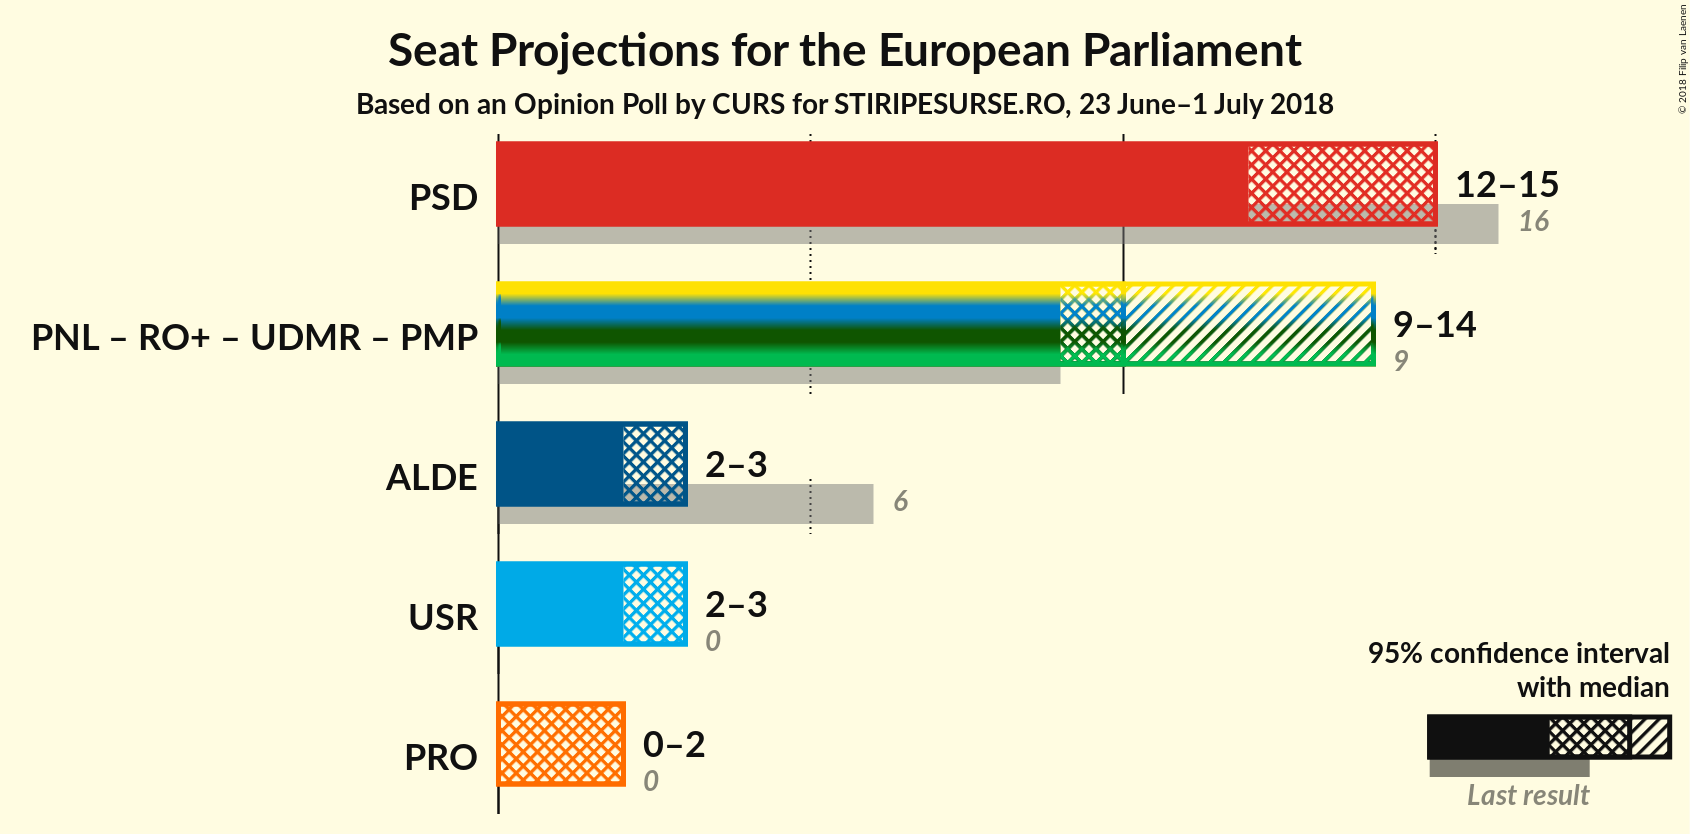 Seat Projections for the European Parliament
Based on an Opinion Poll by CURS for STIRIPESURSE.RO, 23 June–1 July 2018
© 2018 Filip van Laenen
PSD
12–15
16
PNL – RO+ – UDMR – PMP
9–14
9
ALDE
2–3
6
USR
2–3
0
PRO
0–2
0
95% confidence interval
with median
Last result